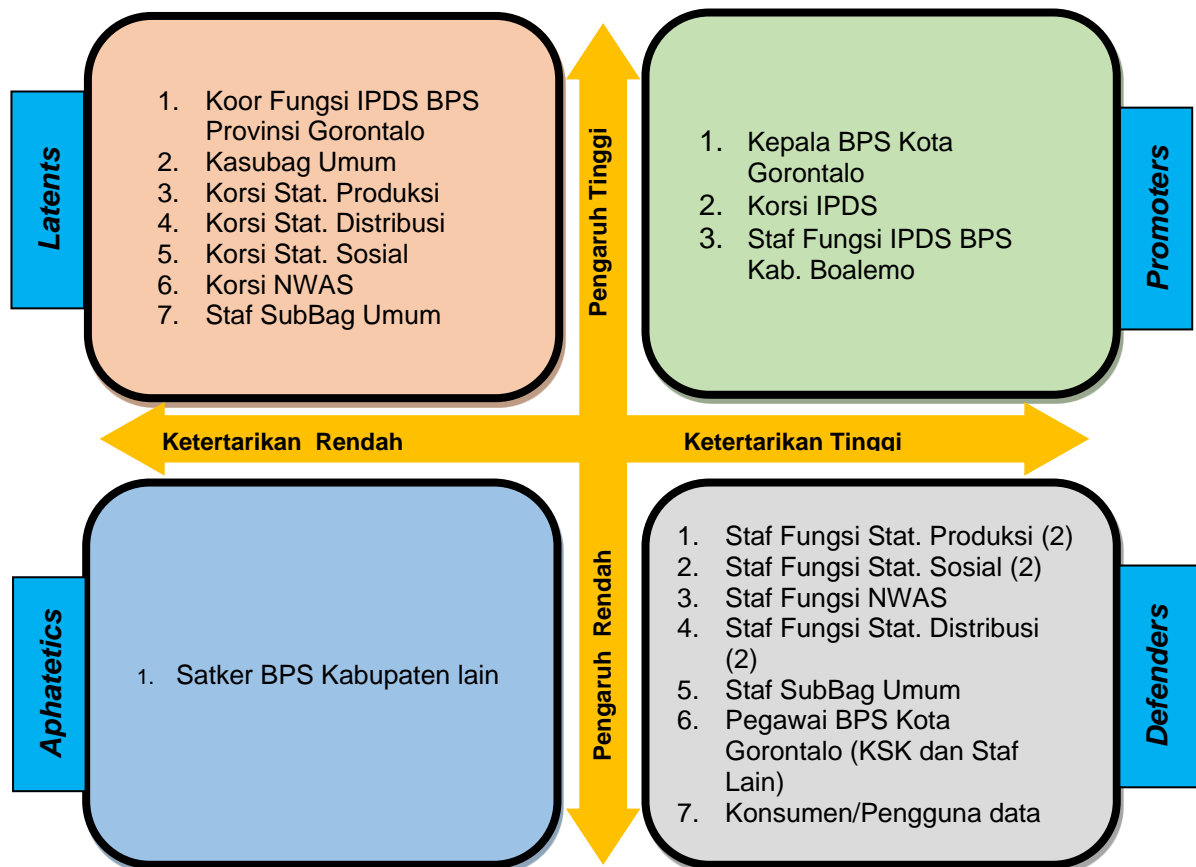 Latents
1. Koor Fungsi IPDS BPS
Provinsi Gorontalo
2. Kasubag Umum
3. Korsi Stat. Produksi
4. Korsi Stat. Distribusi
5. Korsi Stat. Sosial
6. Korsi NWAS
7. Staf SubBag Umum
Pengaruh Tinggi
1. Kepala BPS Kota
Gorontalo
2. Korsi IPDS
3. Staf Fungsi IPDS BPS
Kab. Boalemo
Promoters
Ketertarikan Rendah
Ketertarikan Tinggi
Aphatetics
1. Satker BPS Kabupaten lain
Pengaruh Rendah
1. Staf Fungsi Stat. Produksi (2)
2. Staf Fungsi Stat. Sosial (2)
3. Staf Fungsi NWAS
4. Staf Fungsi Stat. Distribusi
(2)
5. Staf SubBag Umum
6. Pegawai BPS Kota
Gorontalo (KSK dan Staf
Lain)
7. Konsumen/Pengguna data
Defenders